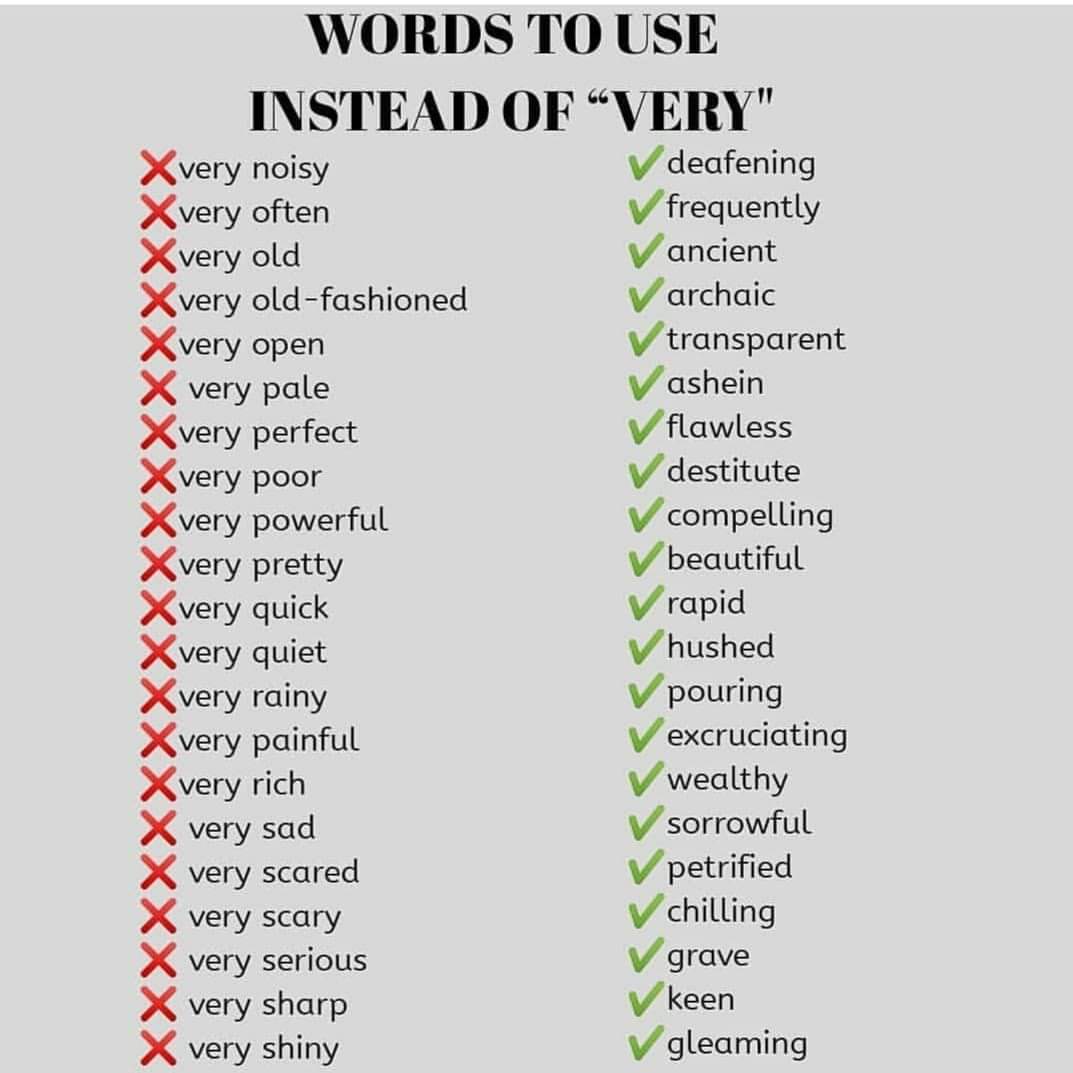 WORDS TO USE
INSTEAD OF “VERY"
❌very noisy ✔deafening
❌very often ✔frequently
❌very old ✔ancient
❌very old-fashioned ✔archaic
❌very open ✔transparent
❌ very pale ✔ashein
❌very perfect ✔flawless
❌very poor ✔destitute
❌very powerful ✔compelling
❌very pretty ✔beautiful
❌very quick ✔rapid
❌very quiet ✔hushed
❌very rainy ✔pouring
❌very painful ✔excruciating
❌very rich ✔wealthy
❌ very sad ✔sorrowful
❌ very scared ✔petrified
❌ very scary ✔chilling
❌ very serious ✔grave
❌ very sharp ✔keen
❌ very shiny ✔gleaming